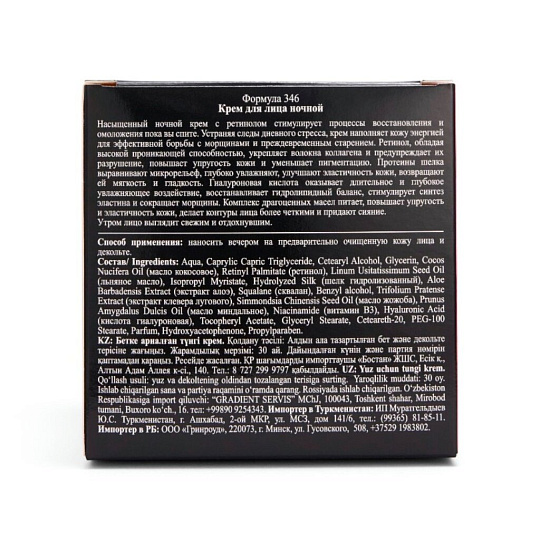 Формула 346
Крем для лица ночной
Насыщенный ночной крем с ретинолом стимулирует процессы восстановления и
омоложения пока вы спите. Устраняя следы дневного стресса, крем наполняет кожу энергией
для эффективной борьбы с морщинами и преждевременным старением. Ретинол, обладая
высокой проникающей способностью, укрепляет волокна коллагена и предупреждает их
разрушение, повышает упругость кожи и уменьшает пигментацию. Протеины шелка
выравнивают микрорельеф, глубоко увлажняют, улучшают эластичность кожи, возвращают
ей мягкость и гладкость. Гиалуроновая кислота оказывает длительное и глубокое
увлажняющее воздействие, восстанавливает гидролипидный баланс, стимулирует синтез
эластина и сокращает морщины. Комплекс драгоценных масел питает, повышает упругость
и эластичность кожи, делает контуры лица более четкими и придают сияние.
Утром лицо выглядит свежим и отдохнувшим.
Способ применения: наносить вечером на предварительно очищенную кожу лица и
декольте.
Состав/ Ingredients: Aqua, Caprylic Capric Triglyceride, Cetearyl Alcohol, Glycerin, Cocos
Nucifera Oil (масло кокосовое), Retinyl Palmitate (ретинол), Linum Usitatissimum Seed Oil
(льняное масло), Isopropyl Myristate, Hydrolyzed Silk (шелк гидролизованный), Aloe
Barbadensis Extract (экстракт алоэ), Squalane (сквалан), Benzyl alcohol, Trifolium Pratense
Extract (экстракт клевера лугового), Simmondsia Chinensis Seed Oil (масло жожоба), Prunus
Amygdalus Dulcis Oil (масло миндальное), Niacinamide (витамин В3), Hyaluronic Acid
(кислота гиалуроновая), Tocopheryl Acetate, Glyceryl Stearate, Ceteareth-20, PEG-100
Stearate, Parfum, Hydroxyacetophenone, Propylparaben.
KZ: Бетке арналған түнгі крем. Қолдану тәсілі: Алдын ала тазартылған бет және декольте
терісіне жағыңыз. Жарамдылық мерзімі: 30 ай. Дайындалған күнін және партия нөмірін
қаптамадан қараңыз. Ресейде жасалған. ҚР шағымдарды импорттаушы «Бостан» ЖШС, Есік қ.,
Алтын Адам Аллея к-сі., 140. Тел.: 8 727 299 9797 қабылдайды. UZ: Yuz uchun tungi krem.
Qo‘llash usuli: yuz va dekoltening oldindan tozalangan terisiga surting. Yaroqlilik muddati: 30 oy.
Ishlab chiqarilgan sana va partiya raqamini o‘ramda qarang. Rossiyada ishlab chiqarilgan. O‘zbekiston
Respublikasiga import qiluvchi: “GRADIENT SERVIS” MChJ, 100043, Toshkent shahar, Mirobod
tumani, Buxoro ko‘ch., 16. tel: +99890 9254343. Импортер в Туркменистан: ИП Мурапгельдыев
Ю.С. Туркменистан, г. Ашхабад, 2-ой МКР, ул. МСЗ, дом 141/6, тел.: (99365) 81-85-11.
Импортер в РБ: ООО «Гринроуд», 220073, г. Минск, ул. Гусовского, 508, +37529 1983802.